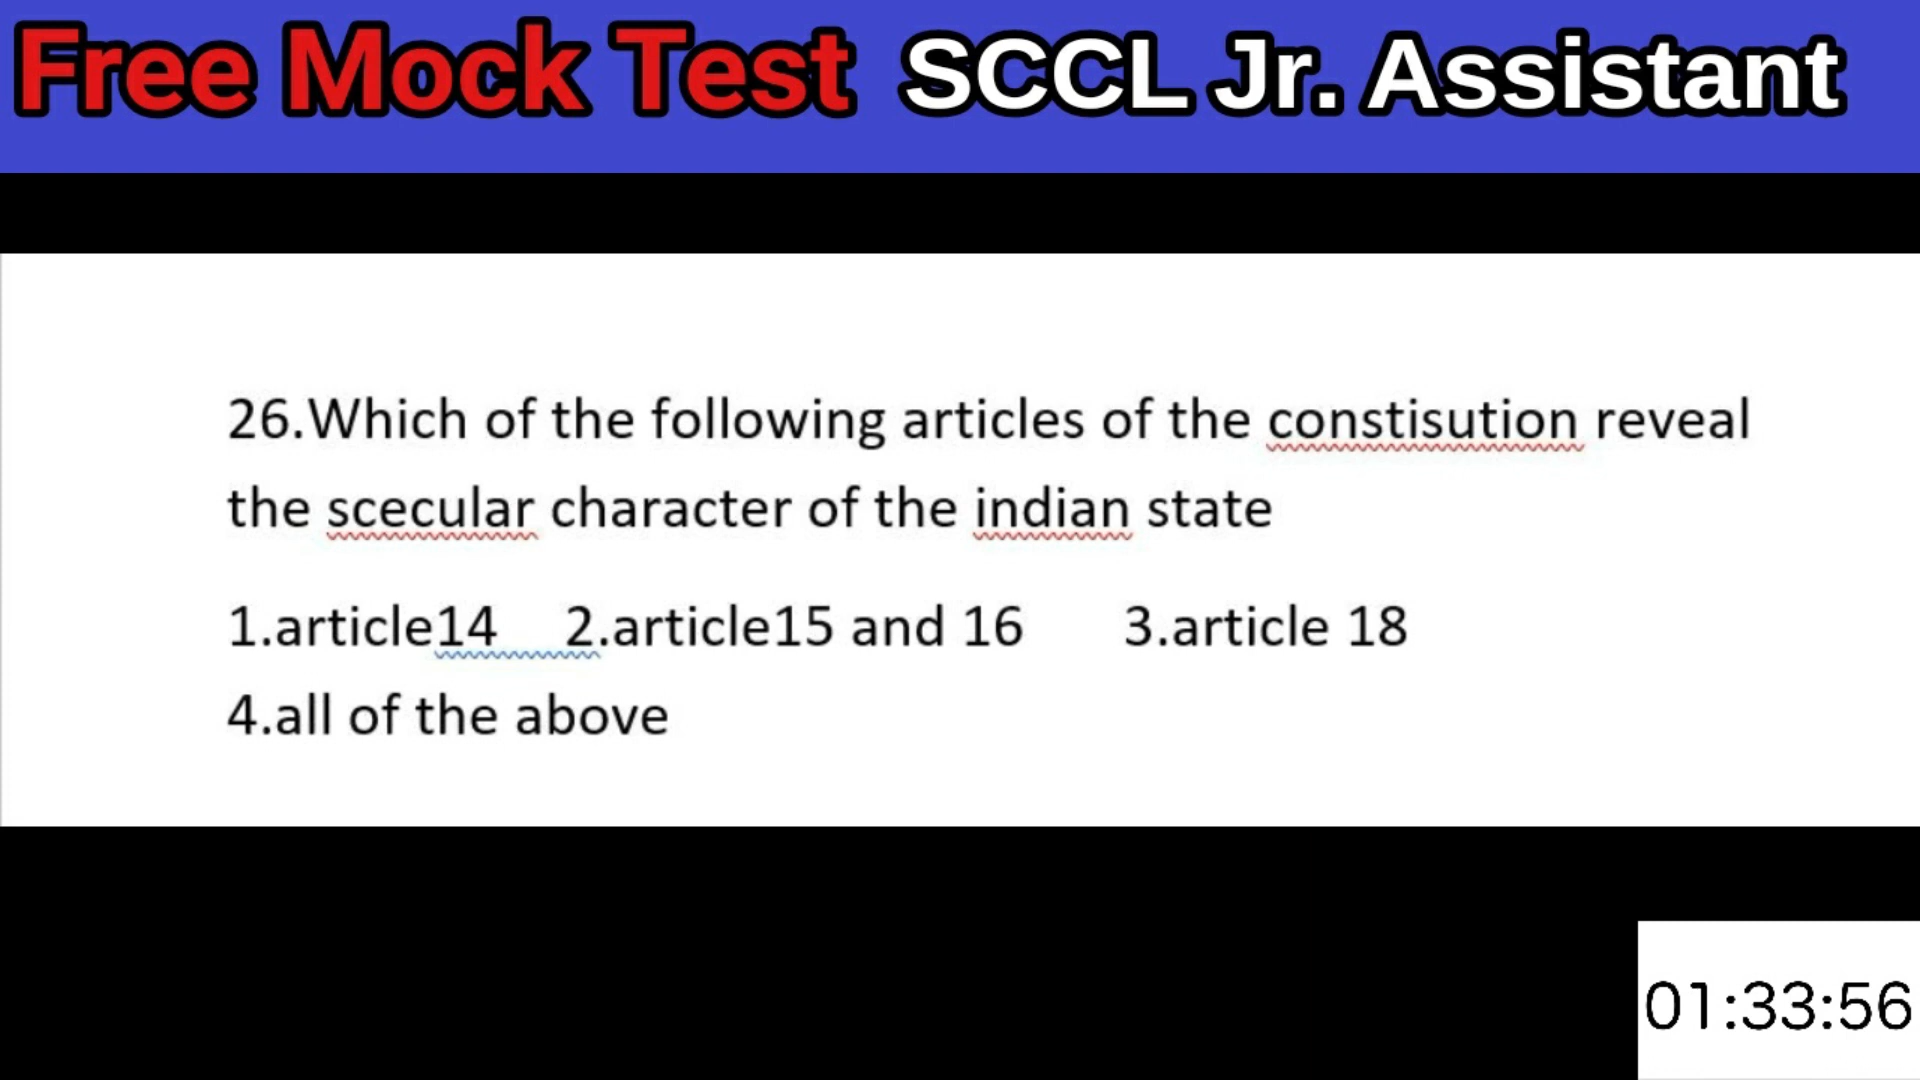 Free Mock Test SCCL Jr. Assistant
26.Which of the following articles of the constisution reveal
the scecular character of the indian state
1.article14 2.article15 and 16 3.article 18
4.all of the above
01:33:56